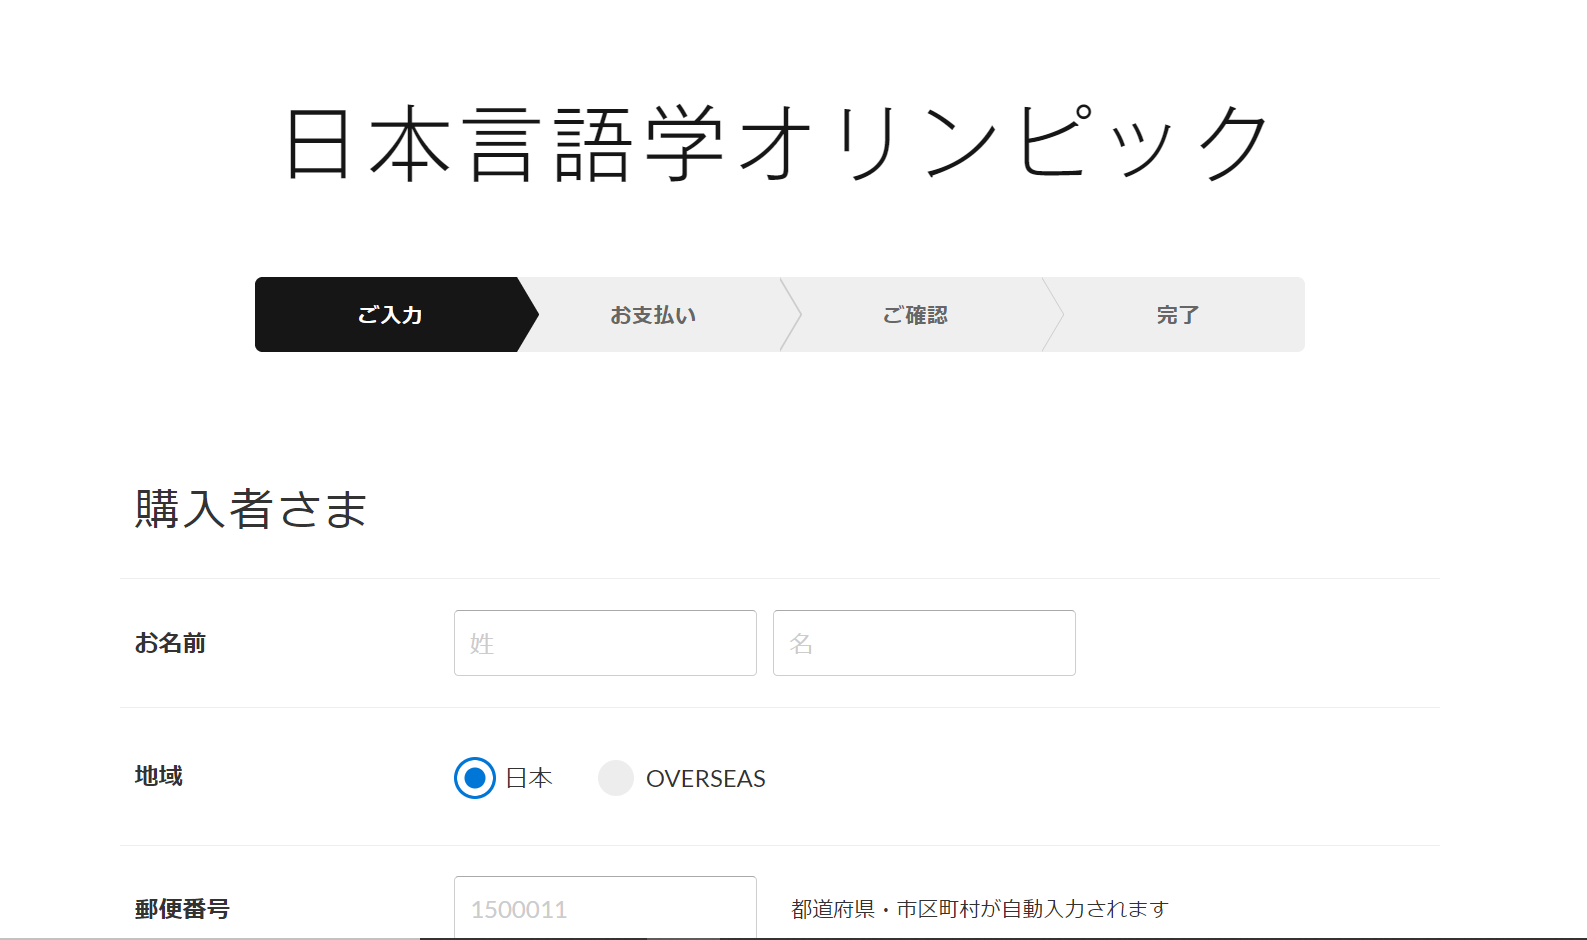 日本言語学オリンピック
ご入力 お支払い ご確認 完了
購入者さま
お名前 姓 名
地域 日本 OVERSEAS
郵便番号 1500011 都道府県・市区町村が自動入力されます